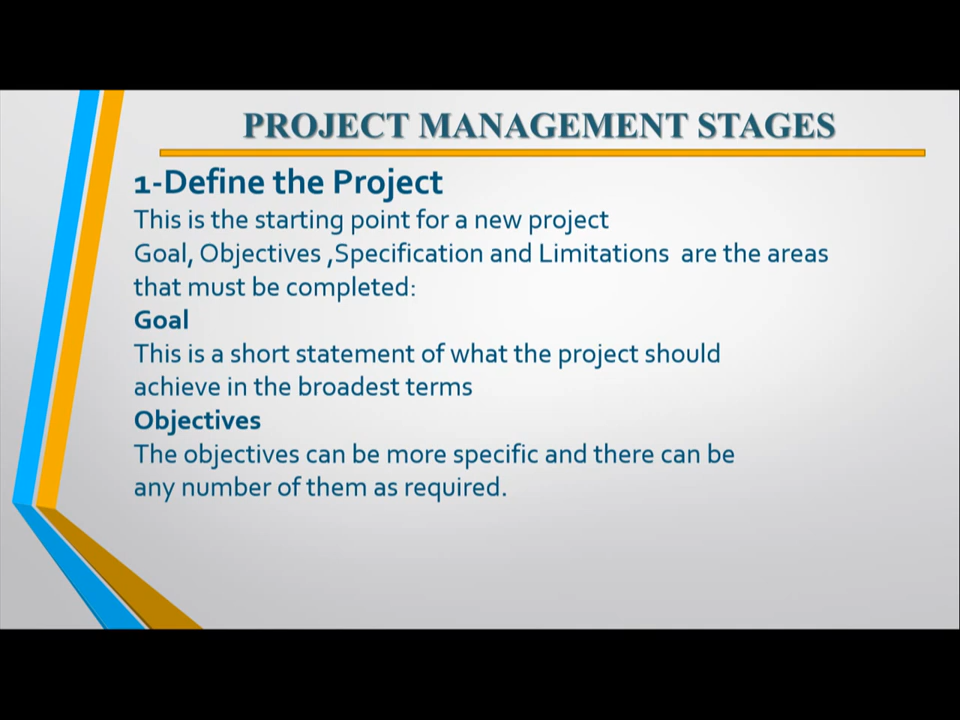 PROJECT MANAGEMENT STAGES
1-Define the Project
This is the starting point for a new project
Goal, Objectives ,Specification and Limitations  are the areas
that must be completed:
Goal
This is a short statement of what the project should
achieve in the broadest terms
Objectives
The objectives can be more specific and there can be
any number of them as required.